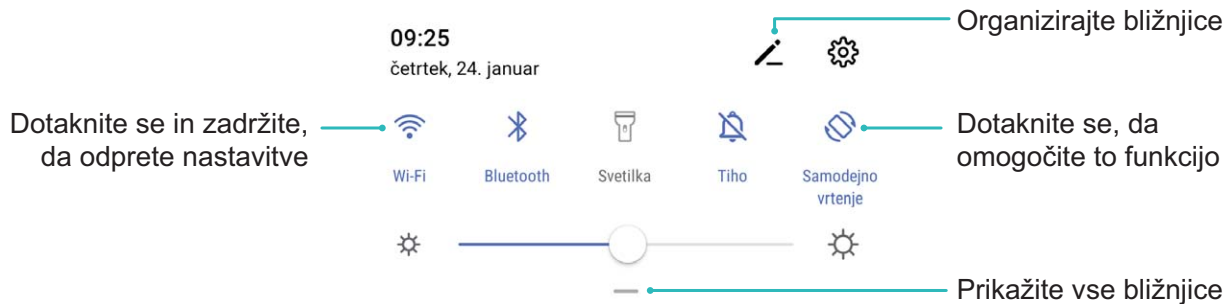 Organizirajte bližnjice
09:25
četrtek, 24. januar
Dotaknite se in zadržite,
da odprete nastavitve
Dotaknite se, da
omogočite to funkcijo
Wi-Fi
Bluetooth
Svetilka
Tiho
Samodejno
vrtenje
Prikažite vse bližnjice